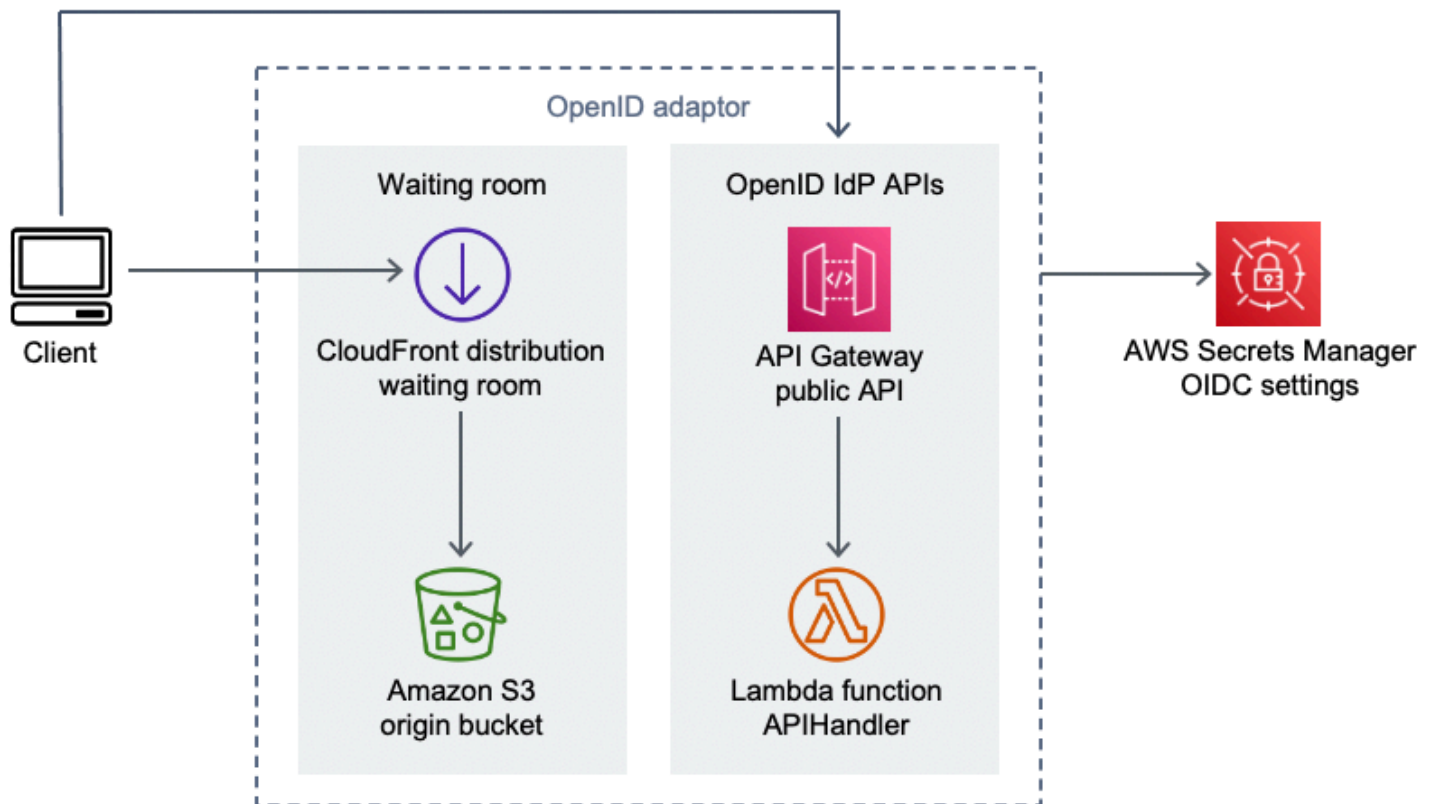 OpenID adaptor
Waiting room
OpenID IdP APIs
</>
Client
CloudFront distribution
waiting room
API Gateway
public API
AWS Secrets Manager
OIDC settings
Amazon S3
origin bucket
Lambda function
APIHandler